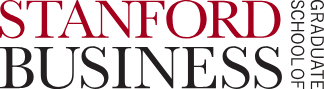 STANFORD
BUSINESS
GRADUATE
SCHOOL OF